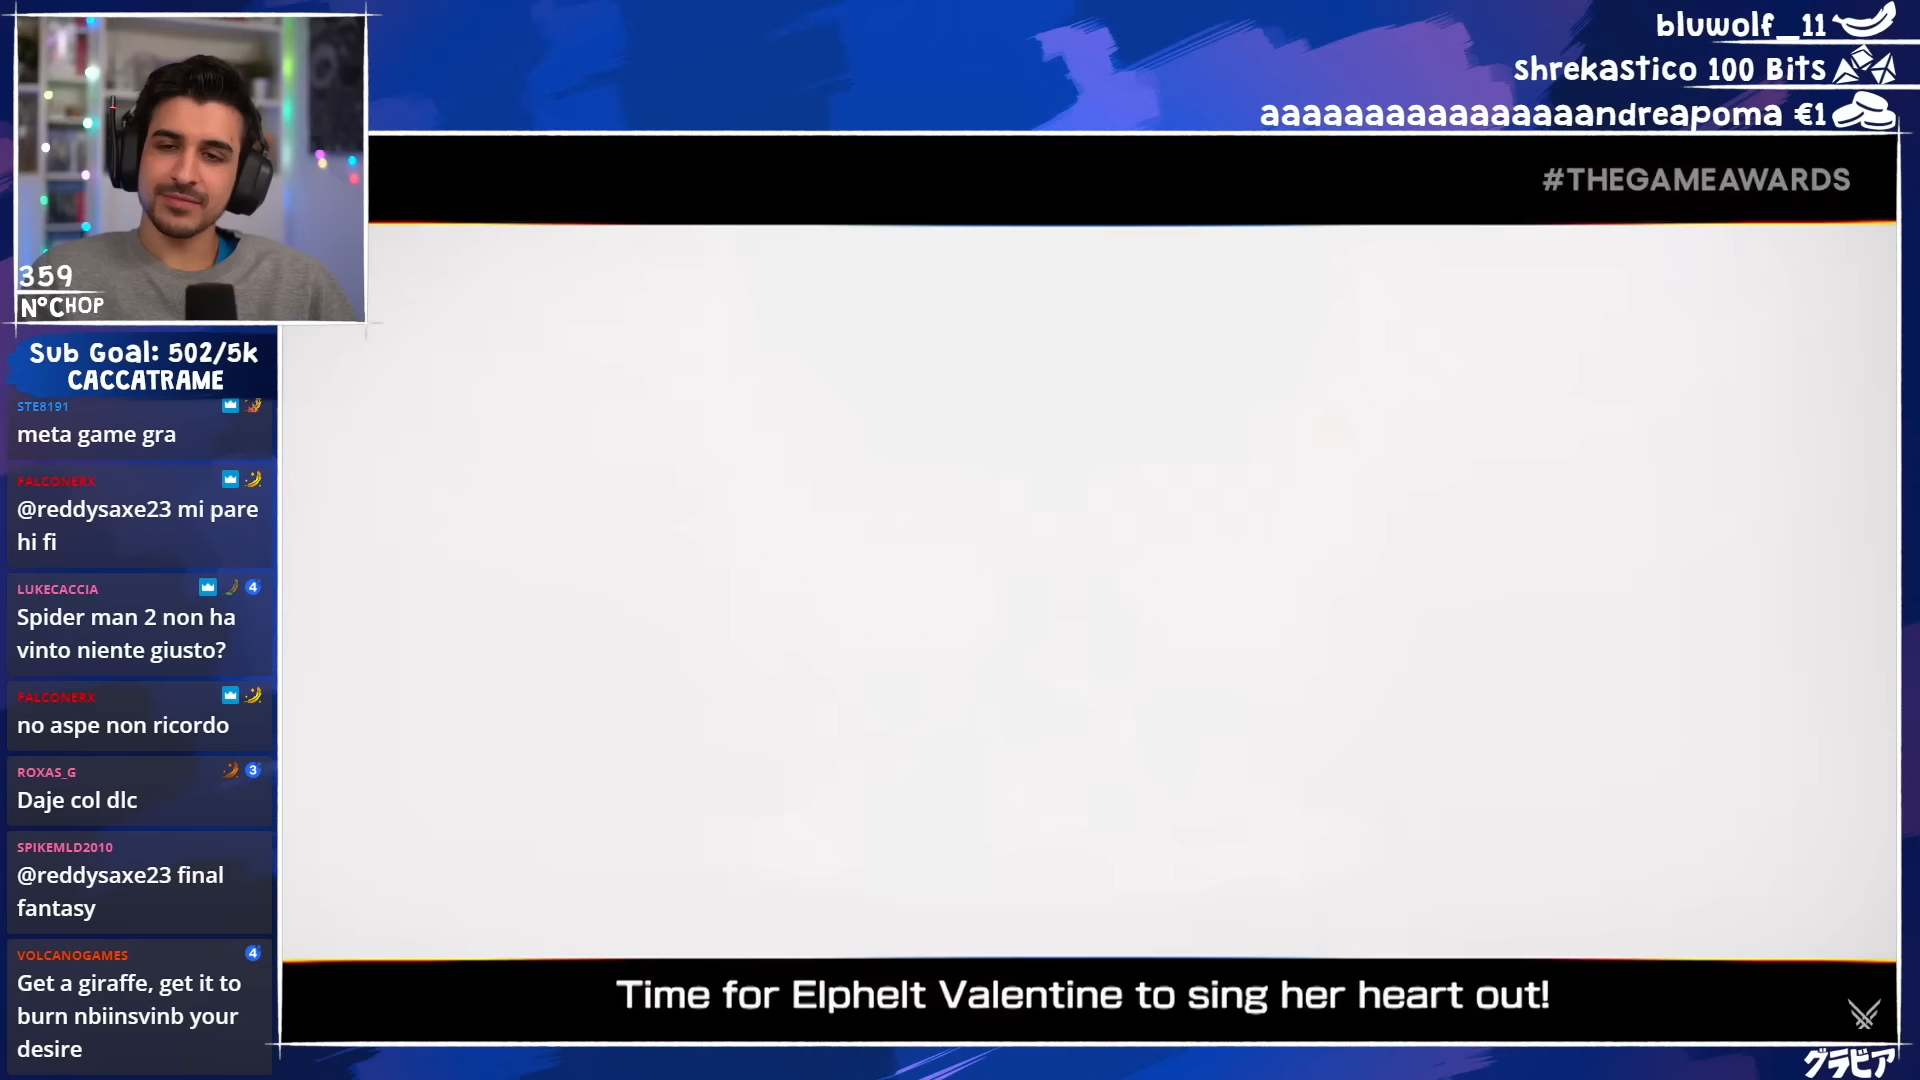 bluwolf_11
shrekastico 100 Bits
aaaaaaaaaaaaaaaandreapoma €1
#THEGAMEAWARDS
359
N°CHOP
Sub Goal: 502/5k
CACCATRAME
STE8191
meta game gra
FALCONERX
@reddysaxe23 mi pare
hi fi
LUKECACCIA 4
Spider man 2 non ha
vinto niente giusto?
FALCONERX
no aspe non ricordo
ROXAS_G 3
Daje col dlc
SPIKEMLD2010
@reddysaxe23 final
fantasy
VOLCANOGAMES 4
Get a giraffe, get it to
burn nbiinsvinb your
desire
Time for Elphelt Valentine to sing her heart out!
グラビア